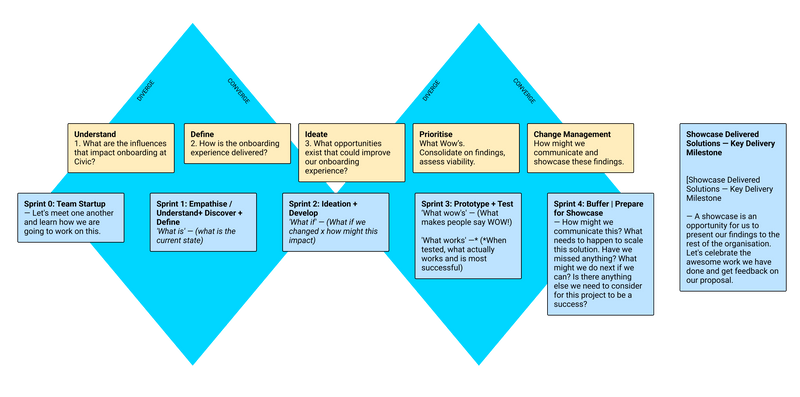 DIVERGE
CONVERGE
DIVERGE
CONVERGE
Understand
1. What are the influences
that impact onboarding at
Civic?
Define
2. How is the onboarding
experience delivered?
Ideate
3. What opportunities
exist that could improve
our onboarding
experience?
Prioritise
What Wow's.
Consolidate on findings,
assess viability.
Change Management
How might we
communicate and
showcase these findings.
Sprint 0: Team Startup
— Let's meet one another
and learn how we are
going to work on this.
Sprint 1: Empathise /
Understand+ Discover +
Define
'What is' — (what is the
current state)
Sprint 2: Ideation +
Develop
'What if' — (What if we
changed x how might this
impact)
Sprint 3: Prototype + Test
'What wow's' — (What
makes people say WOW!)
'What works' —* (*When
tested, what actually
works and is most
successful)
Sprint 4: Buffer | Prepare
for Showcase
— How might we
communicate this? What
needs to happen to scale
this solution. Have we
missed anything? What
might we do next if we
can? Is there anything
else we need to consider
for this project to be a
success?
Showcase Delivered
Solutions — Key Delivery
Milestone
[Showcase Delivered
Solutions — Key Delivery
Milestone
— A showcase is an
opportunity for us to
present our findings to the
rest of the organisation.
Let's celebrate the
awesome work we have
done and get feedback on
our proposal.